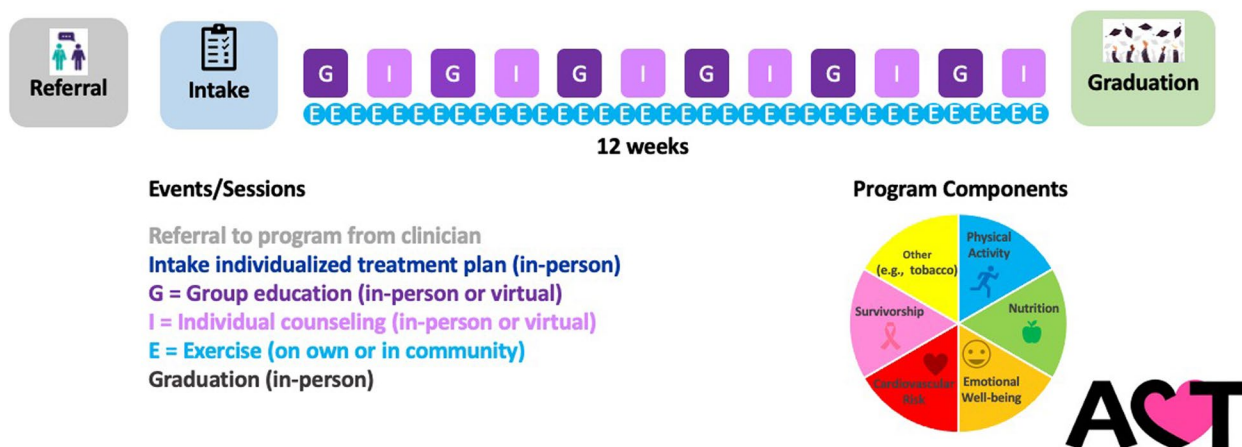 Referral
Intake
G I G I G I G I G I G I
E E E E E E E E E E E E E E E E E E E E E E E E E E E E E E E E E E E E
12 weeks
Graduation
Events/Sessions
Referral to program from clinician
Intake individualized treatment plan (in-person)
G = Group education (in-person or virtual)
I = Individual counseling (in-person or virtual)
E = Exercise (on own or in community)
Graduation (in-person)
Program Components
Other
(e.g., tobacco)
Physical
Activity
Survivorship
Nutrition
Cardiovascular
Risk
Emotional
Well-being
ACT